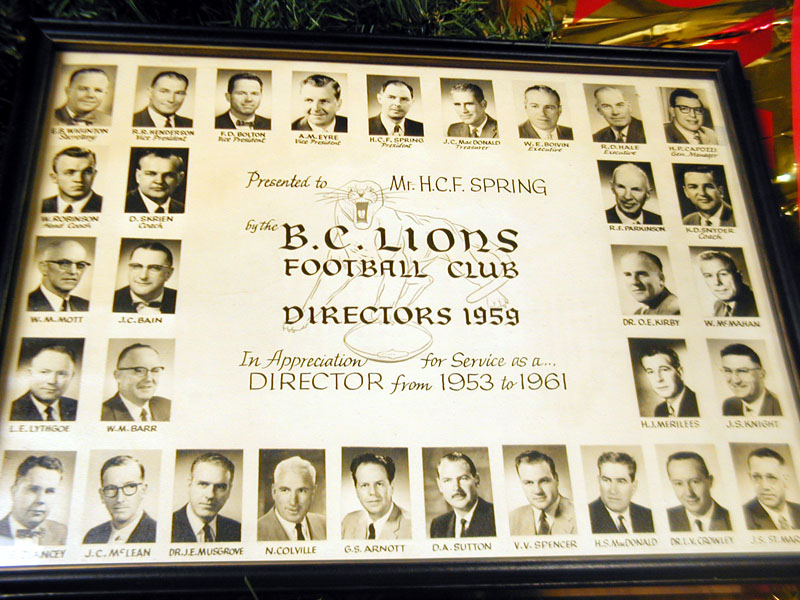 E.B. WIGINTON
Secretary
R.R. HENDERSON
Vice President
F.D. BOLTON
Vice President
A.M. EYRE
Vice President
H.C.F. SPRING
President
J.C. MacDONALD
Treasurer
W.E. BOIVIN
Executive
R.D. HALE
Executive
H.P. CAPOZZI
Gen. Manager
W. ROBINSON
Head Coach
D. SKRIEN
Coach
R.F. PARKINSON
K.D. SNYDER
Coach
Presented to Mr. H.C.F. SPRING
by the B.C. LIONS
FOOTBALL CLUB
DIRECTORS 1959
In Appreciation for Service as a...
DIRECTOR from 1953 to 1961
W.M. MOTT
J.C. BAIN
DR. O.E. KIRBY
W. McMAHAN
L.E. LYTHGOE
W.M. BARR
H.J. MERILEES
J.S. KNIGHT
J.C. McLEAN
DR. J.E. MUSGROVE
N. COLVILLE
G.S. ARNOTT
D.A. SUTTON
V.V. SPENCER
H.S. MacDONALD
DR. L.V. CROWLEY